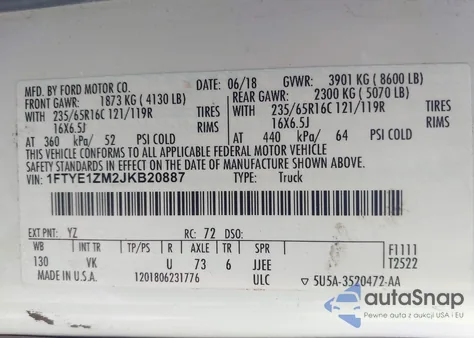 MFD. BY FORD MOTOR CO. DATE: 06/18 GVWR: 3901 KG ( 8600 LB)
FRONT GAWR: 1873 KG ( 4130 LB) REAR GAWR: 2300 KG ( 5070 LB)
WITH 235/65R16C 121/119R TIRES WITH 235/65R16C 121/119R TIRES
16X6.5J RIMS 16X6.5J RIMS
AT 360 kPa/ 52 PSI COLD AT 440 kPa/ 64 PSI COLD
THIS VEHICLE CONFORMS TO ALL APPLICABLE FEDERAL MOTOR VEHICLE
SAFETY STANDARDS IN EFFECT ON THE DATE OF MANUFACTURE SHOWN ABOVE.
VIN: 1FTYE1ZM2JKB20887 TYPE: Truck
EXT PNT: YZ RC: 72 DSO:
WB INT TR TP/PS R AXLE TR SPR F1111
130 VK U 73 6 JJEE T2522
MADE IN U.S.A. 1201806231776 ULC ▽ 5U5A-3520472-AA
autoSnap
Pewne auta z aukcji USA i EU